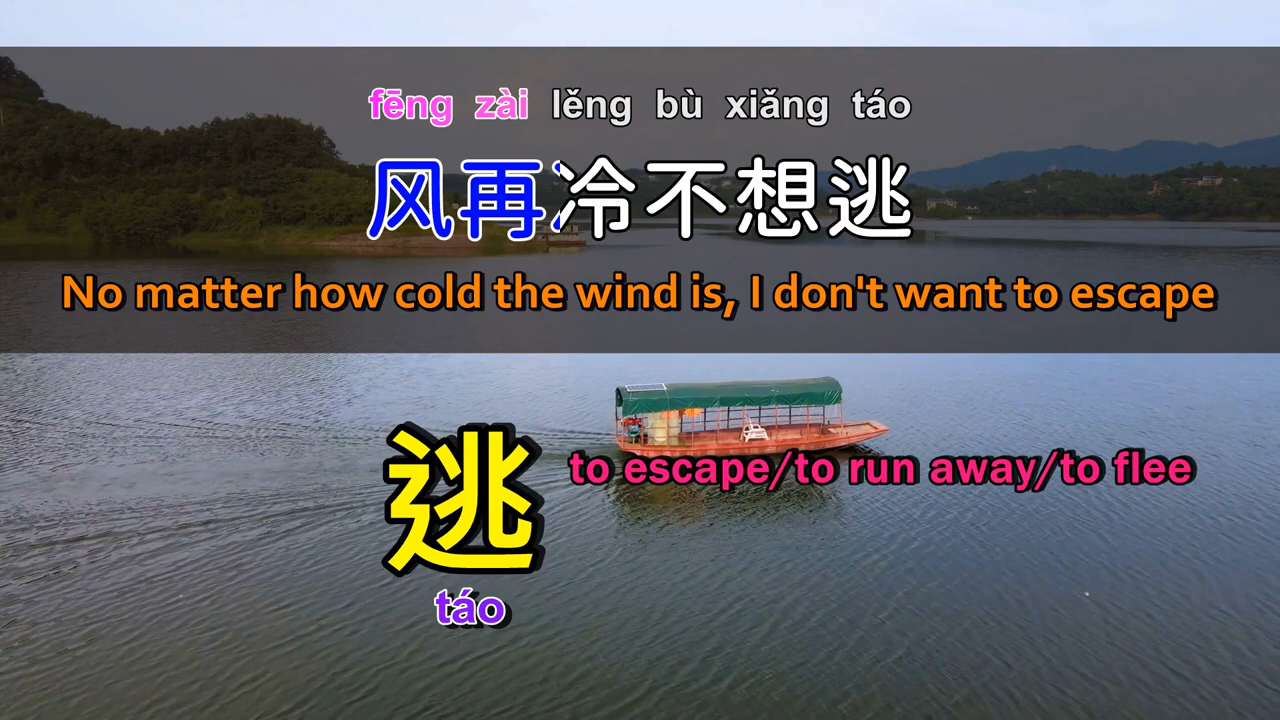 fēng zài lěng bù xiǎng táo
风再冷不想逃
No matter how cold the wind is, I don't want to escape
逃
to escape/to run away/to flee
táo